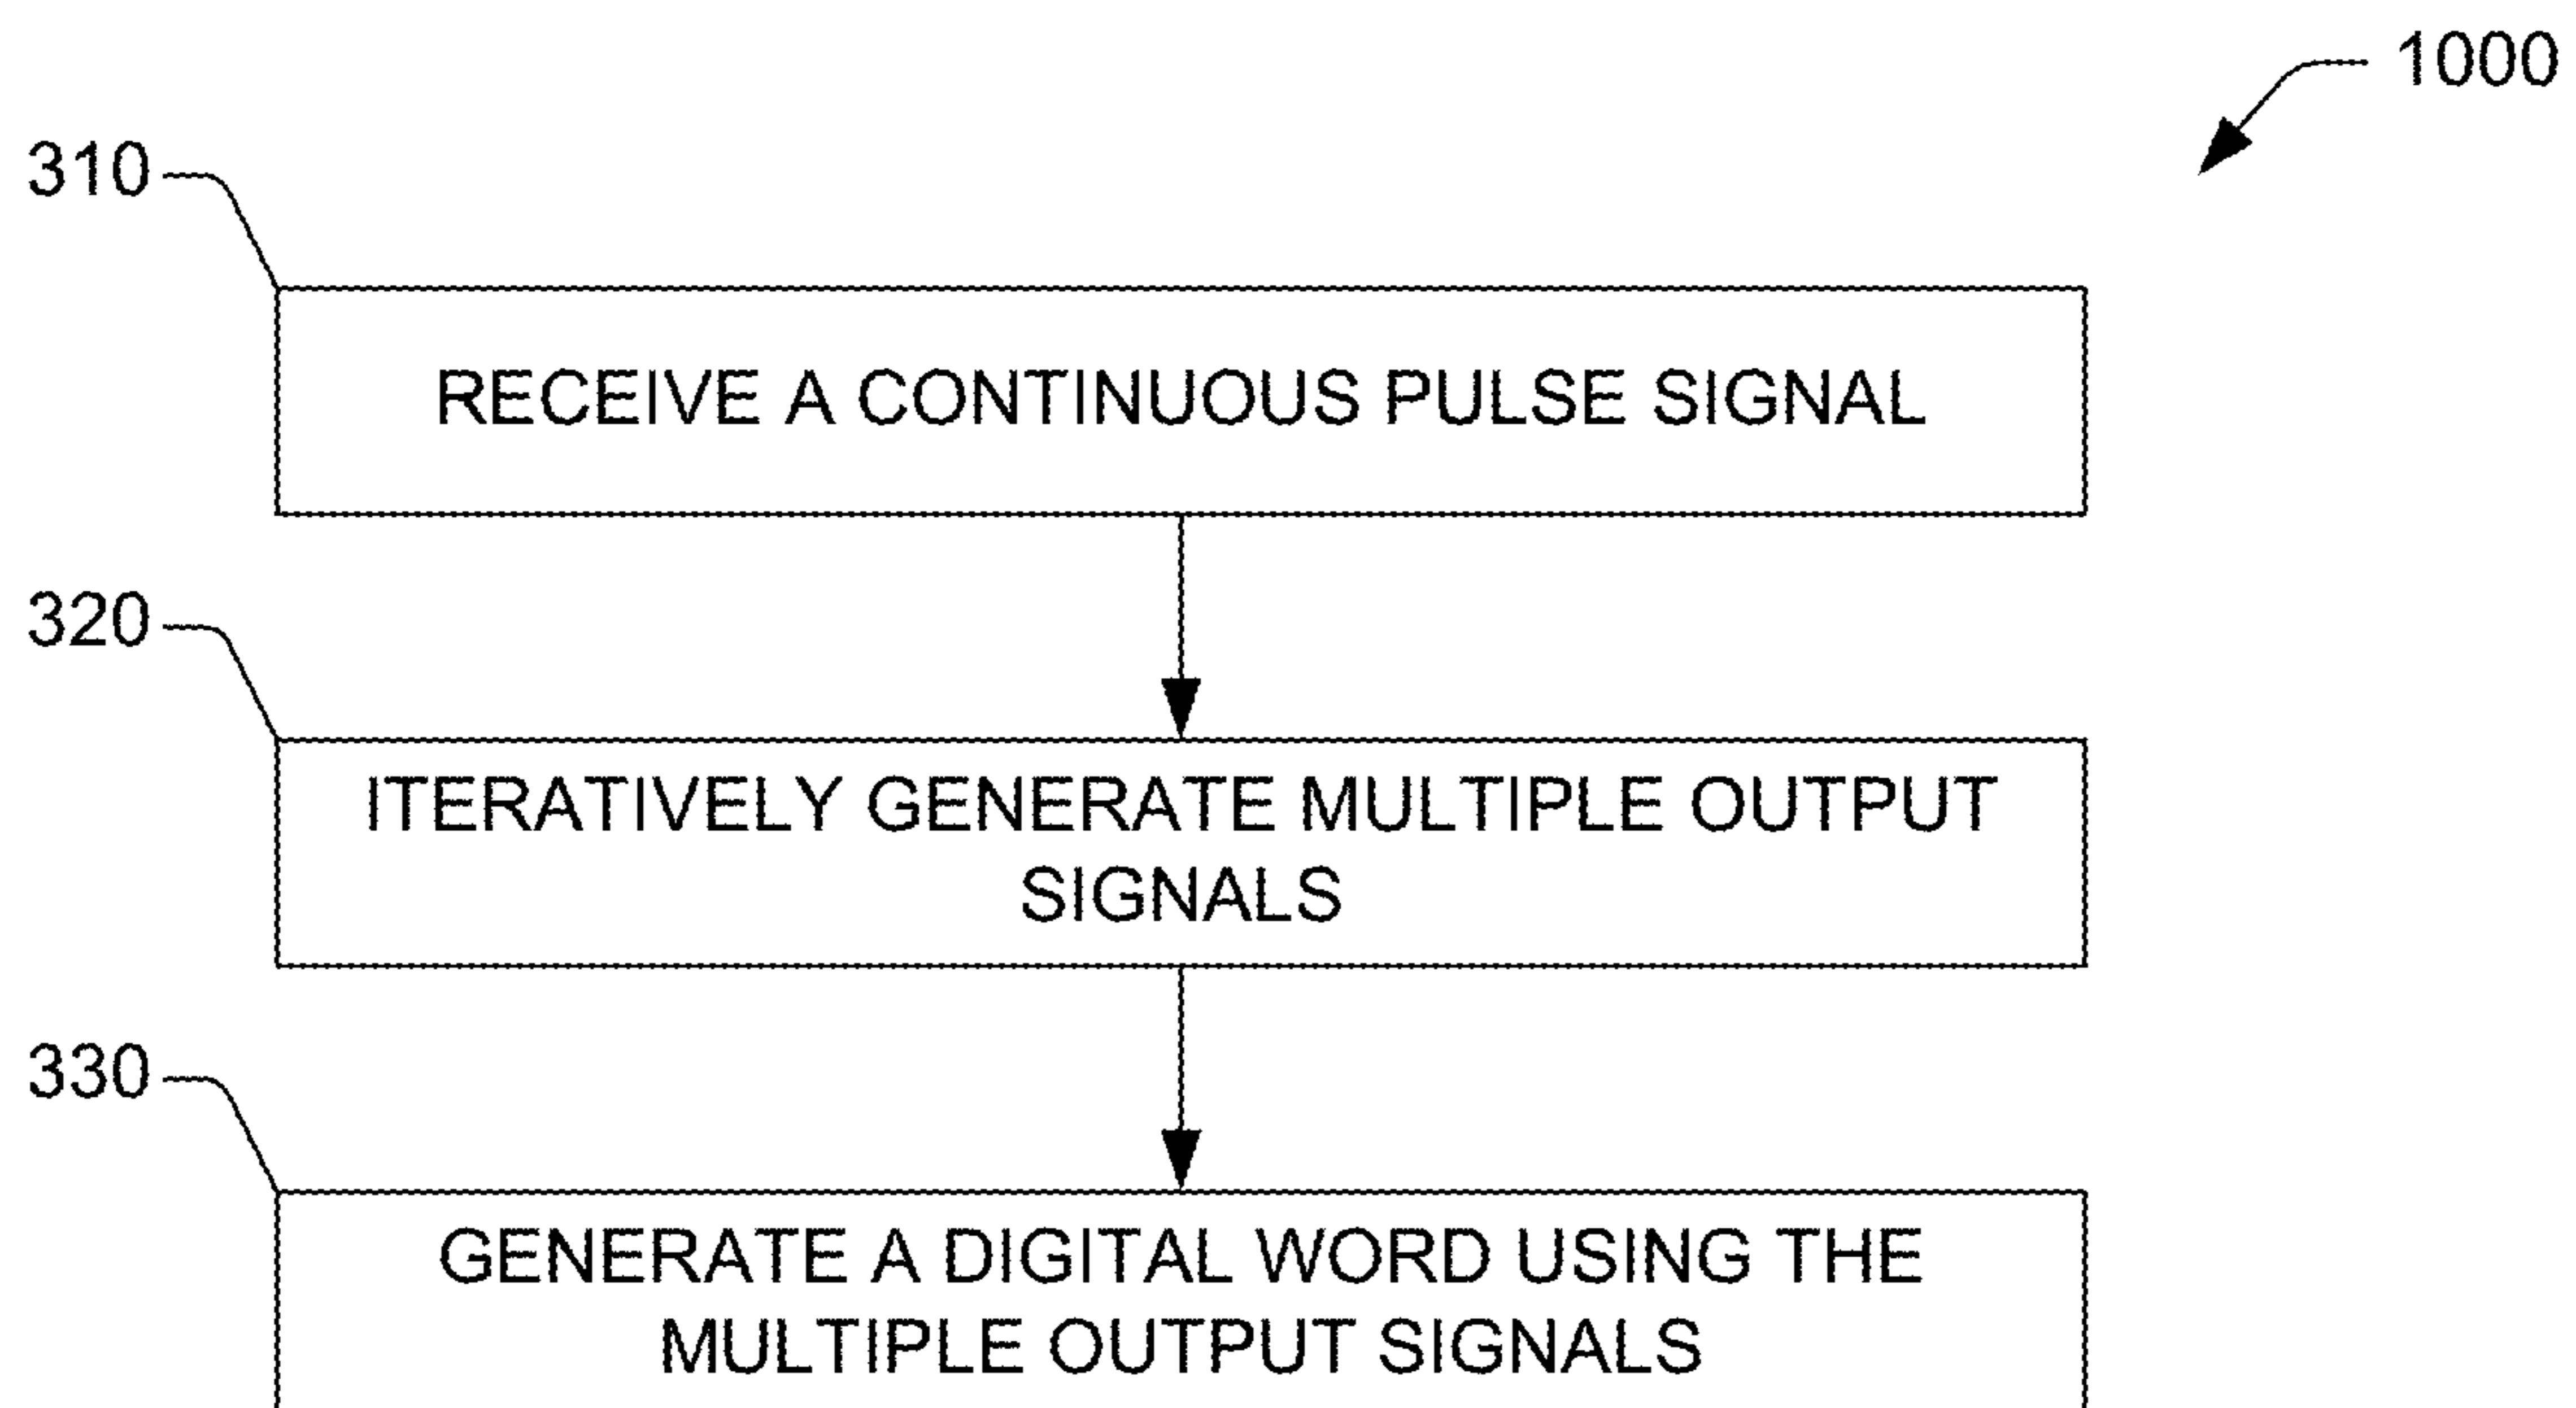 1000
310
RECEIVE A CONTINUOUS PULSE SIGNAL
320
ITERATIVELY GENERATE MULTIPLE OUTPUT
SIGNALS
330
GENERATE A DIGITAL WORD USING THE
MULTIPLE OUTPUT SIGNALS